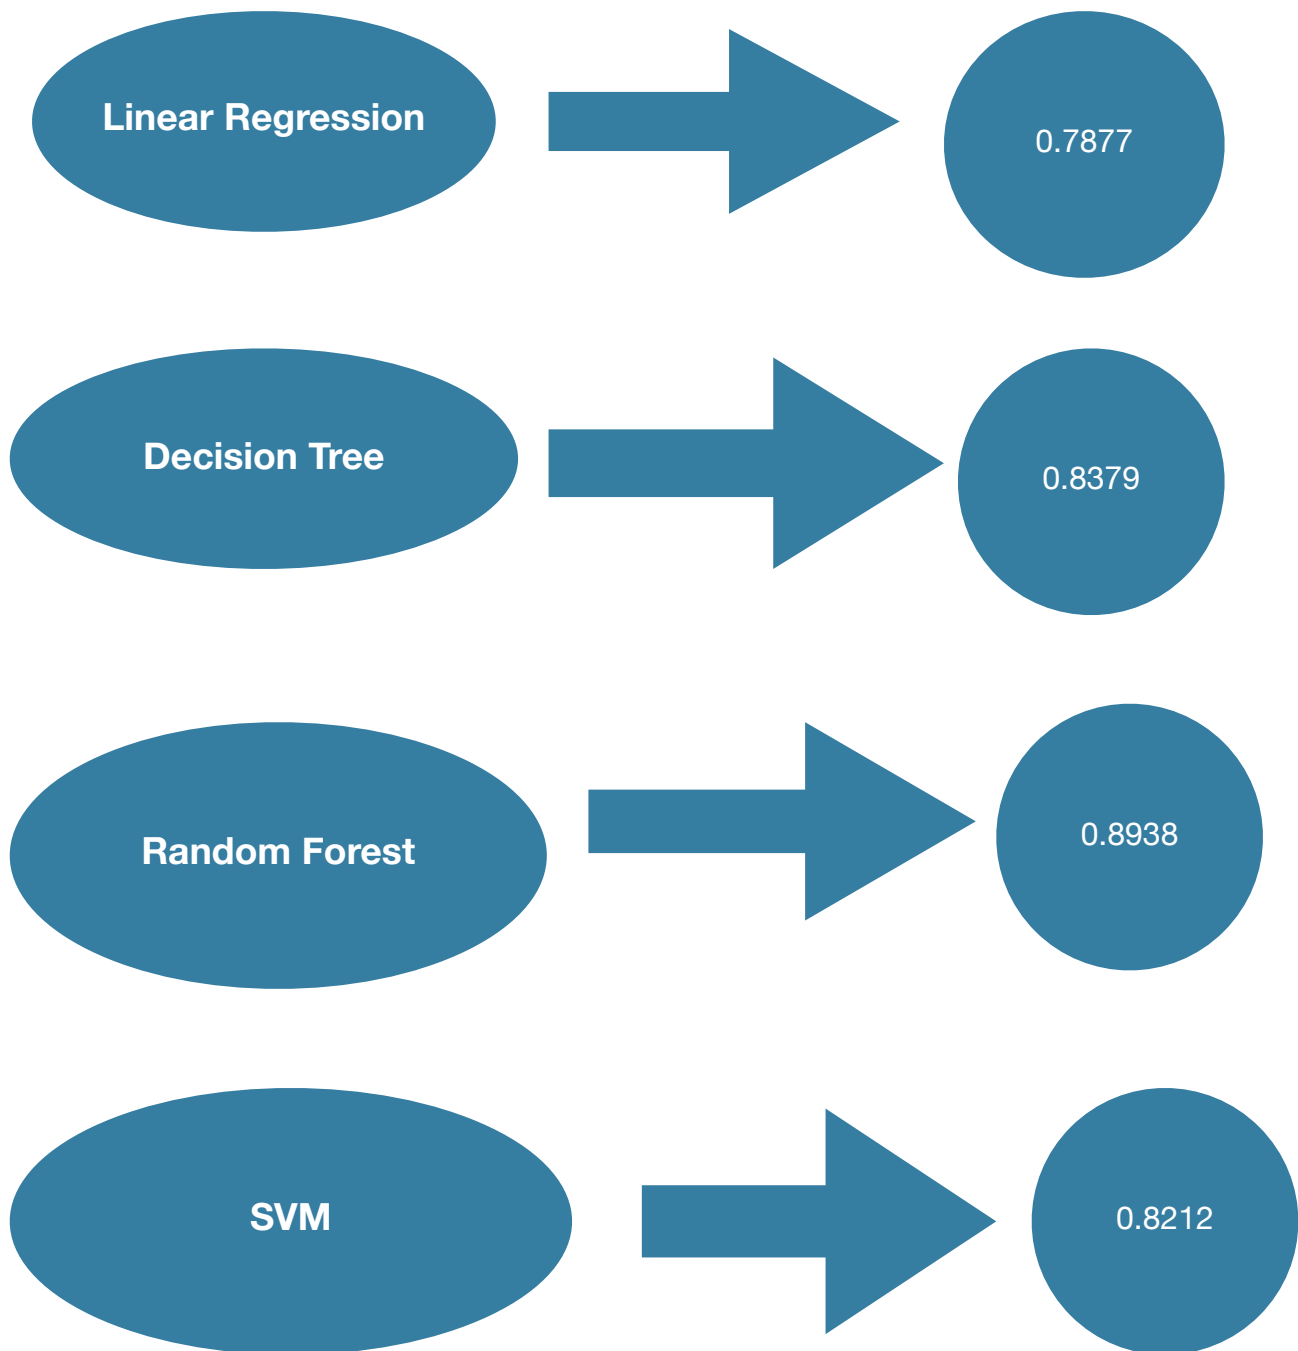 Linear Regression
0.7877
Decision Tree
0.8379
Random Forest
0.8938
SVM
0.8212